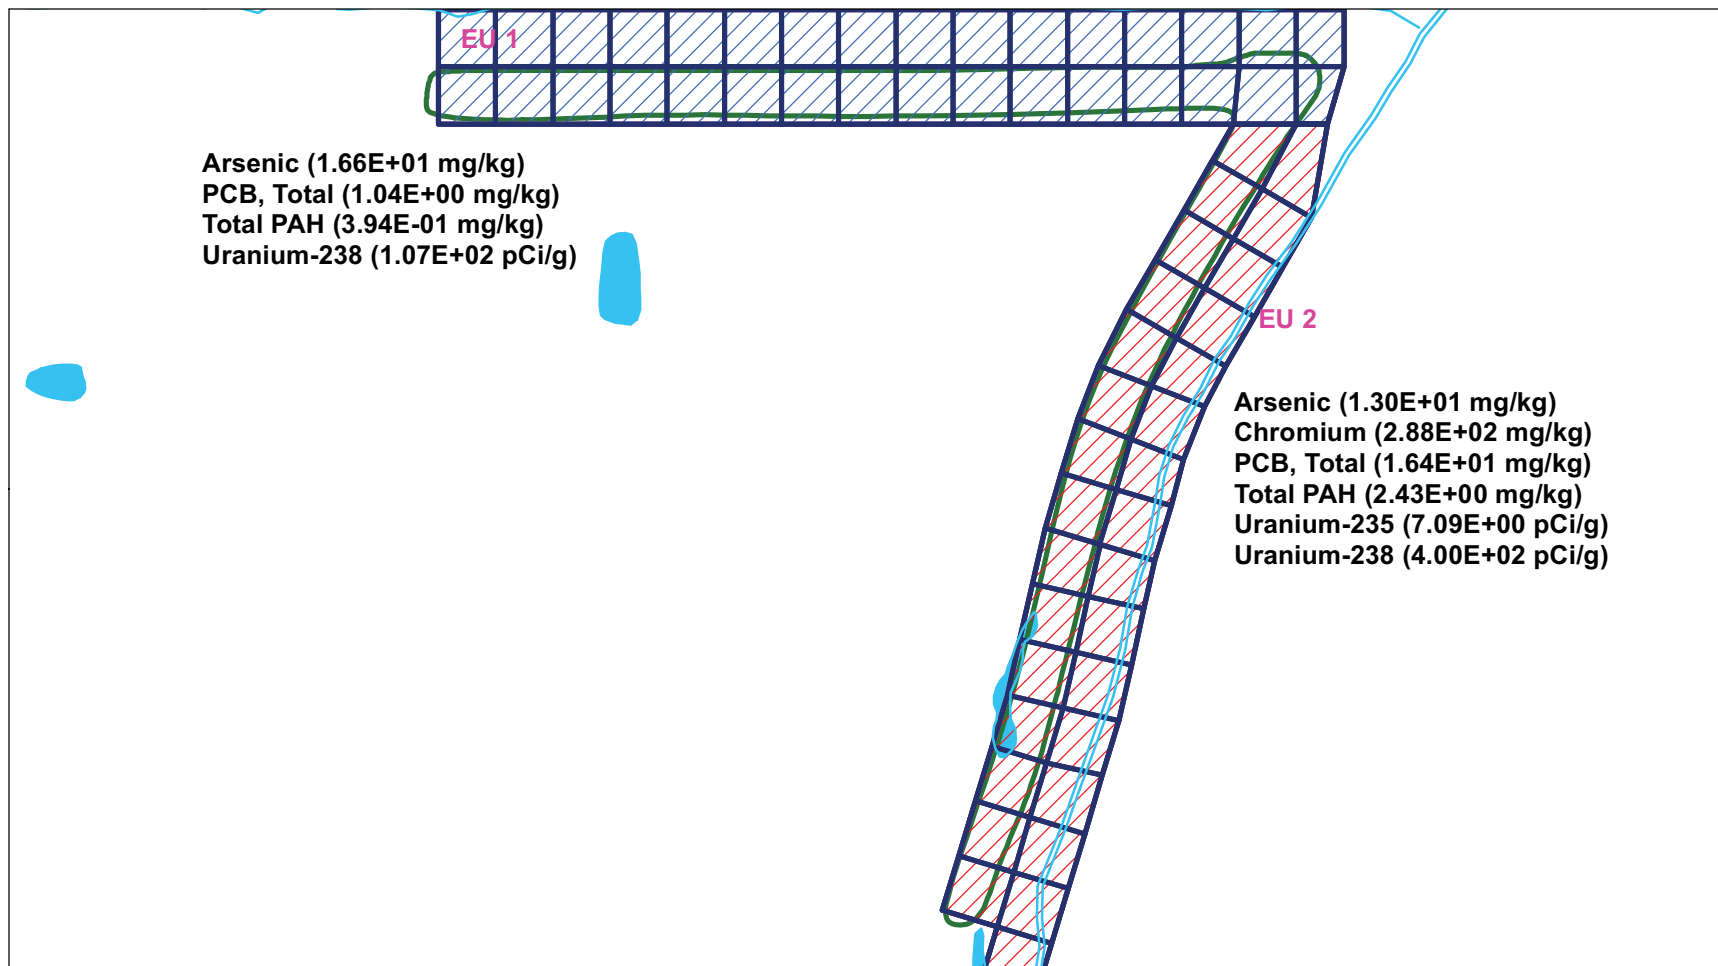 EU 1
Arsenic (1.66E+01 mg/kg)
PCB, Total (1.04E+00 mg/kg)
Total PAH (3.94E-01 mg/kg)
Uranium-238 (1.07E+02 pCi/g)
EU 2
Arsenic (1.30E+01 mg/kg)
Chromium (2.88E+02 mg/kg)
PCB, Total (1.64E+01 mg/kg)
Total PAH (2.43E+00 mg/kg)
Uranium-235 (7.09E+00 pCi/g)
Uranium-238 (4.00E+02 pCi/g)